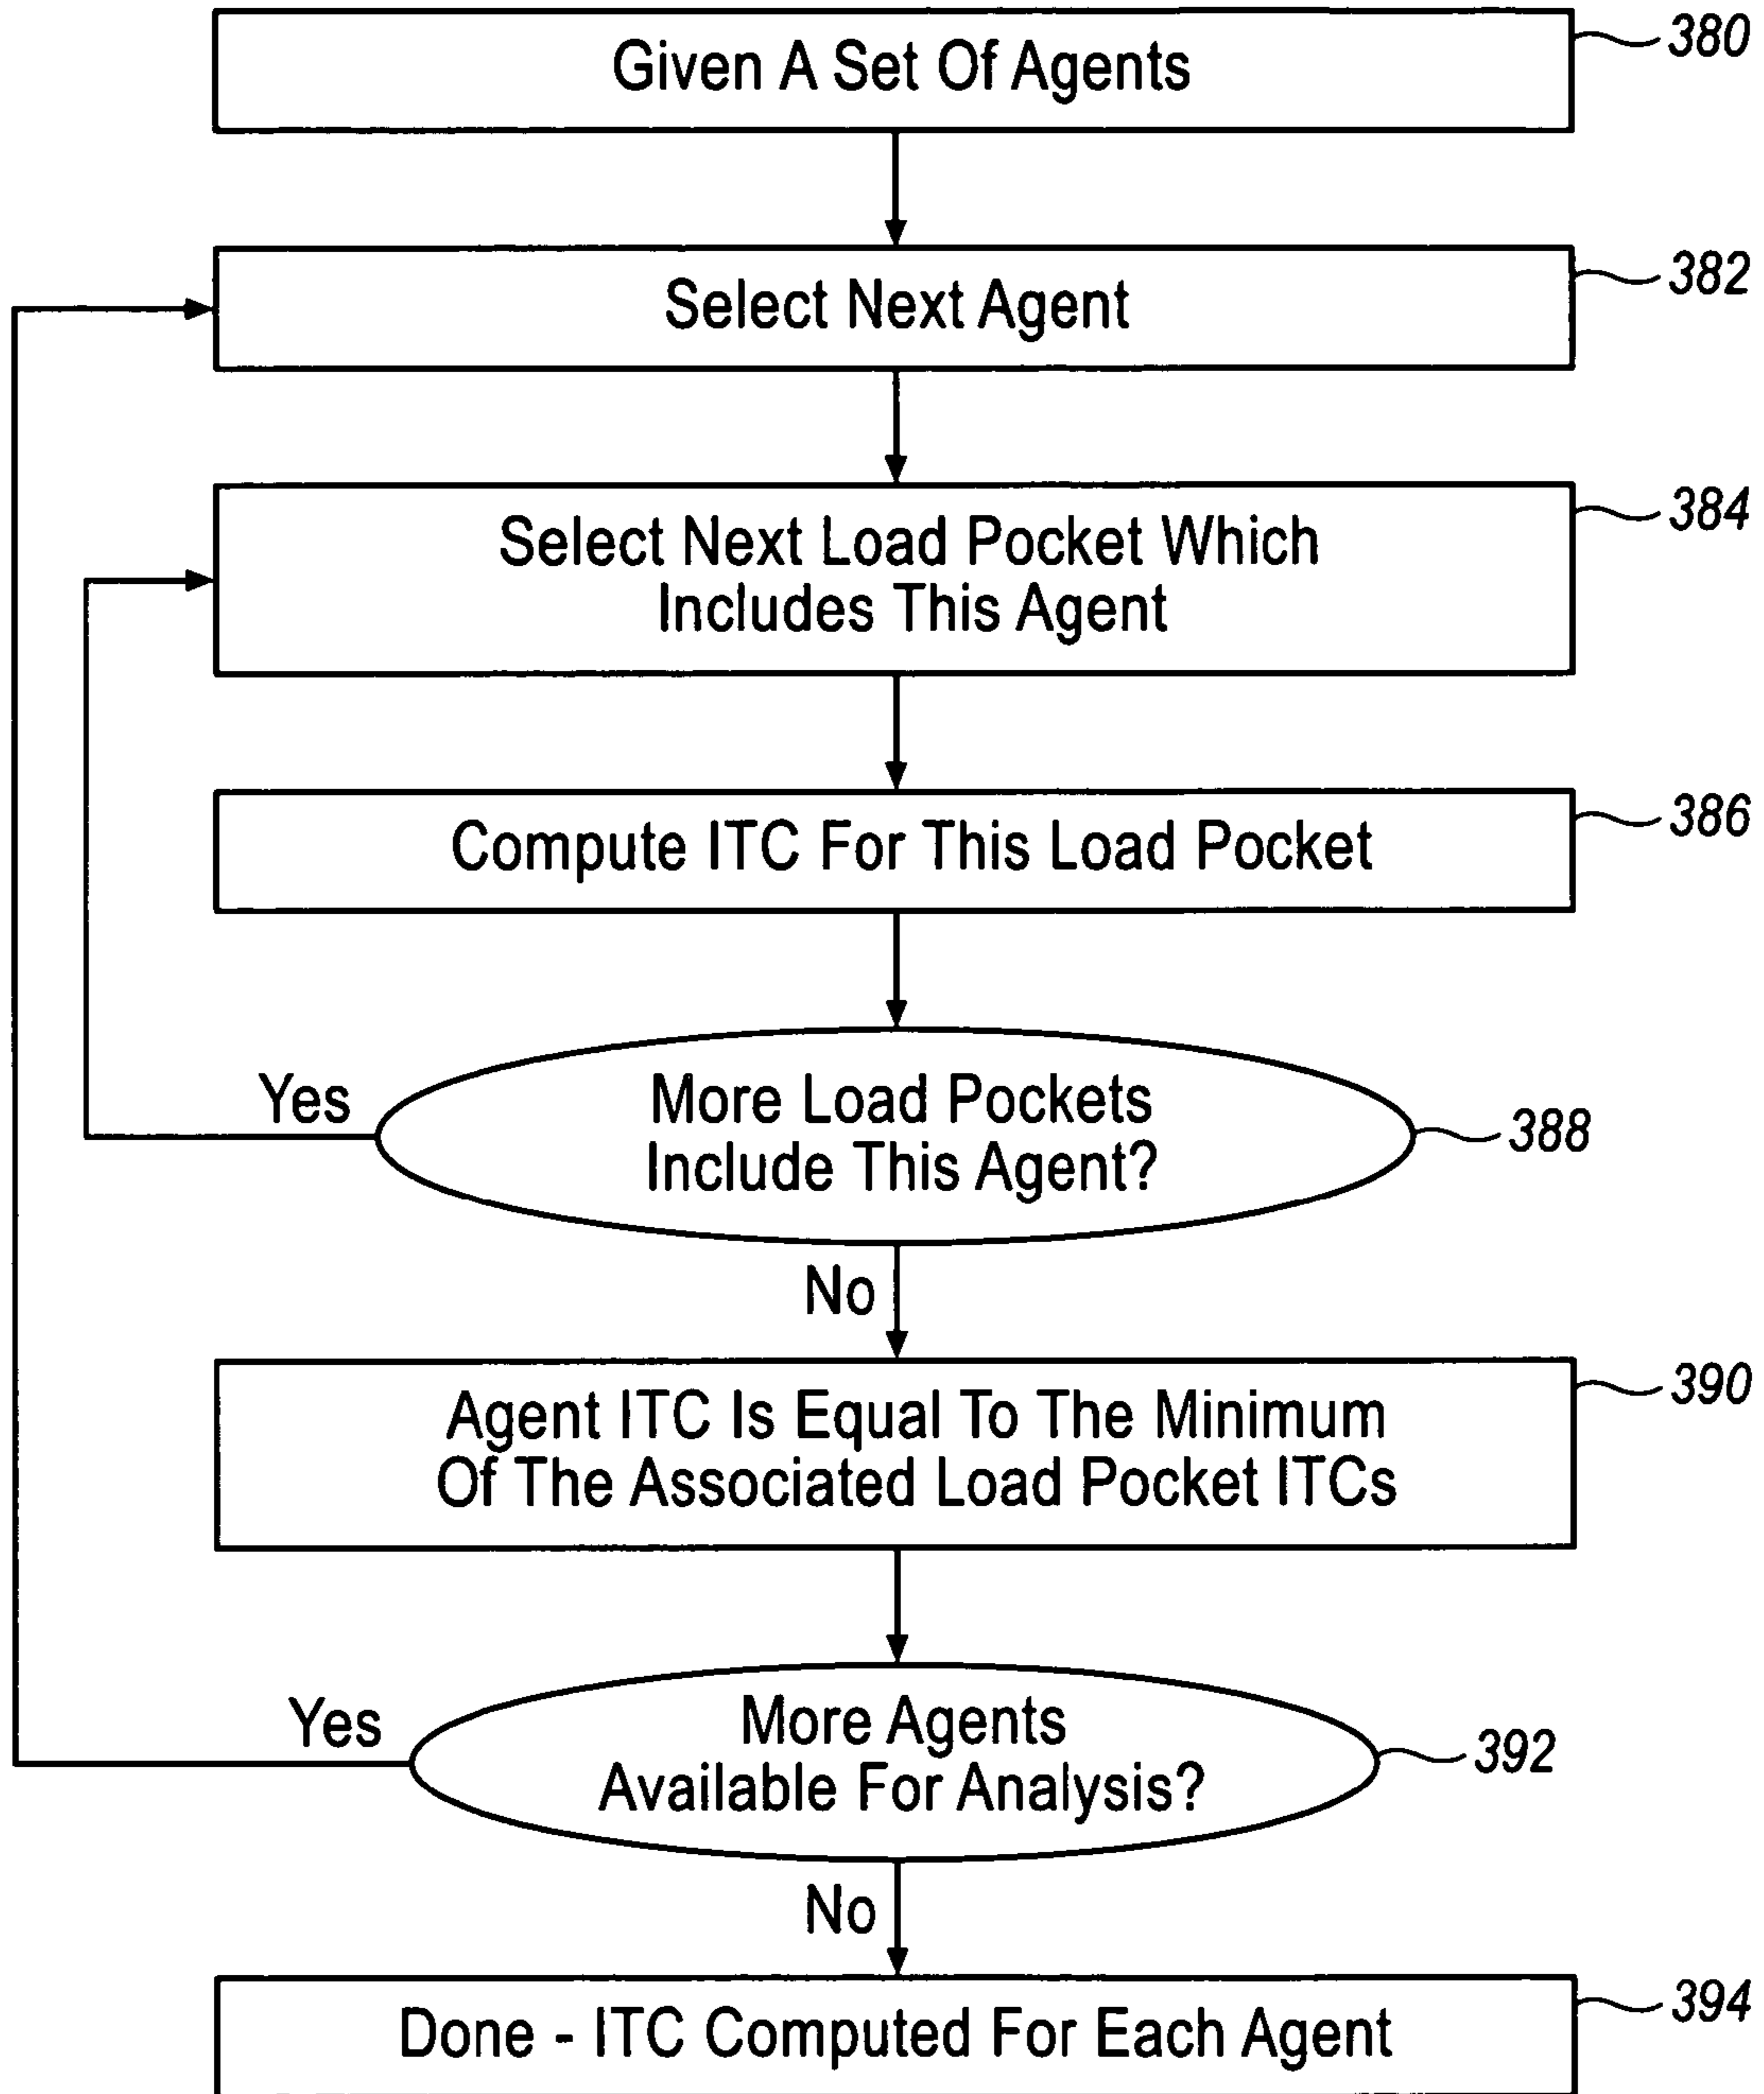 Given A Set Of Agents
380
Select Next Agent
382
Select Next Load Pocket Which
Includes This Agent
384
Compute ITC For This Load Pocket
386
Yes
More Load Pockets
Include This Agent?
388
No
Agent ITC Is Equal To The Minimum
Of The Associated Load Pocket ITCs
390
Yes
More Agents
Available For Analysis?
392
No
Done - ITC Computed For Each Agent
394